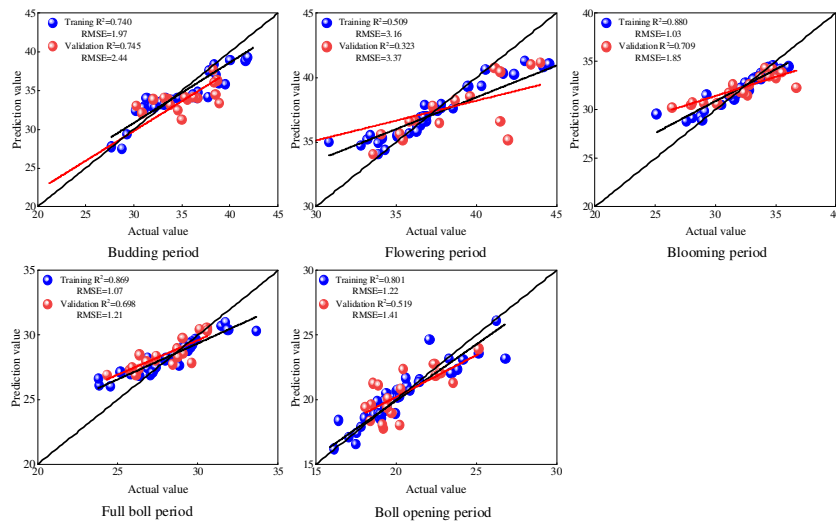 45
40
35
30
25
20
Prediction value
Traning R²=0.740
RMSE=1.97
Validation R²=0.745
RMSE=2.44
20 25 30 35 40 45
Actual value
Budding period
45
40
35
30
Prediction value
Training R²=0.509
RMSE=3.16
Validation R²=0.323
RMSE=3.37
30 35 40 45
Actual value
Flowering period
40
35
30
25
20
Prediction value
Training R²=0.880
RMSE=1.03
Validation R²=0.709
RMSE=1.85
20 25 30 35 40
Actual value
Blooming period
35
30
25
20
Prediction value
Training R²=0.869
RMSE=1.07
Validation R²=0.698
RMSE=1.21
20 25 30 35
Actual value
Full boll period
30
25
20
15
Prediction value
Training R²=0.801
RMSE=1.22
Validation R²=0.519
RMSE=1.41
15 20 25 30
Actual value
Boll opening period